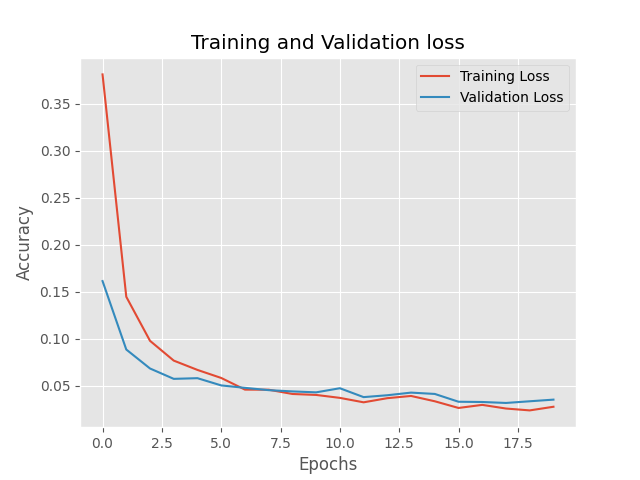 Training and Validation loss
Training Loss
Validation Loss
Accuracy
0.35
0.30
0.25
0.20
0.15
0.10
0.05
0.0 2.5 5.0 7.5 10.0 12.5 15.0 17.5
Epochs